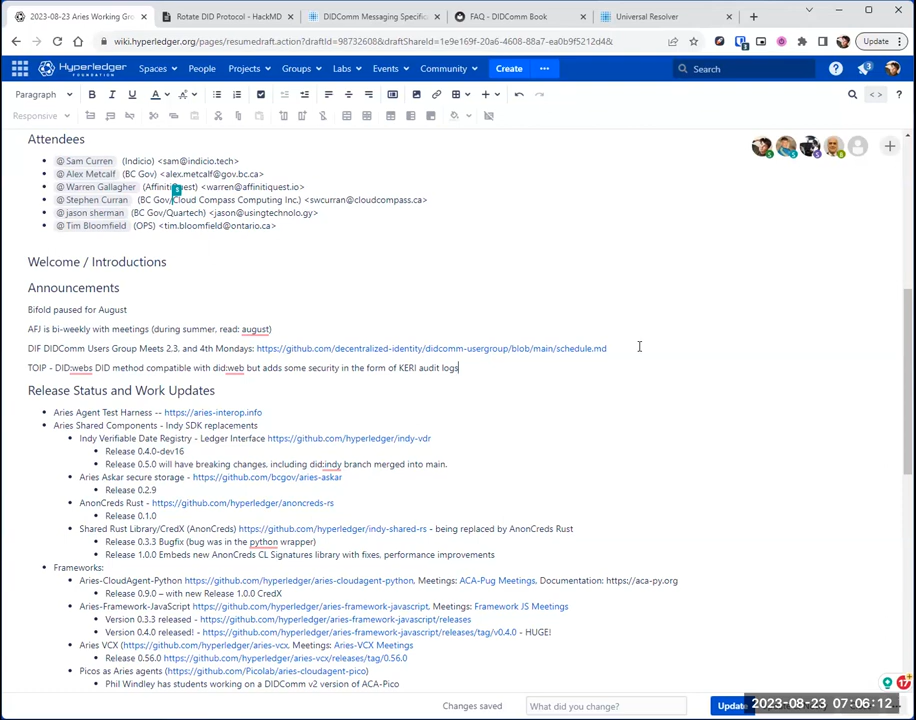 2023-08-23 Aries Working Gro
Rotate DID Protocol - HackMD
DIDComm Messaging Specific
FAQ - DIDComm Book
Universal Resolver
wiki.hyperledger.org/pages/resumedraft.action?draftId=98732608&draftShareId=1e9e169f-20a6-4608-88a7-ea0b9f5212d4&
Update
HYPERLEDGER FOUNDATION
Spaces
People
Projects
Groups
Labs
Events
Community
Create
Search
Paragraph
B I U A
Responsive
Attendees
@ Sam Curren (Indicio) <sam@indicio.tech>
@ Alex Metcalf (BC Gov) <alex.metcalf@gov.bc.ca>
@ Warren Gallagher (AffinitiQuest) <warren@affinitiquest.io>
@ Stephen Curran (BC Gov/Cloud Compass Computing Inc.) <swcurran@cloudcompass.ca>
@ jason sherman (BC Gov/Quartech) <jason@usingtechnolo.gy>
@ Tim Bloomfield (OPS) <tim.bloomfield@ontario.ca>
Welcome / Introductions
Announcements
Bifold paused for August
AFJ is bi-weekly with meetings (during summer, read: august)
DIF DIDComm Users Group Meets 2.3. and 4th Mondays: https://github.com/decentralized-identity/didcomm-usergroup/blob/main/schedule.md
TOIP - DID:webs DID method compatible with did:web but adds some security in the form of KERI audit logs
Release Status and Work Updates
Aries Agent Test Harness -- https://aries-interop.info
Aries Shared Components - Indy SDK replacements
Indy Verifiable Date Registry - Ledger Interface https://github.com/hyperledger/indy-vdr
Release 0.4.0-dev16
Release 0.5.0 will have breaking changes, including did:indy branch merged into main.
Aries Askar secure storage - https://github.com/bcgov/aries-askar
Release 0.2.9
AnonCreds Rust - https://github.com/hyperledger/anoncreds-rs
Release 0.1.0
Shared Rust Library/CredX (AnonCreds) https://github.com/hyperledger/indy-shared-rs - being replaced by AnonCreds Rust
Release 0.3.3 Bugfix (bug was in the python wrapper)
Release 1.0.0 Embeds new AnonCreds CL Signatures library with fixes, performance improvements
Frameworks:
Aries-CloudAgent-Python https://github.com/hyperledger/aries-cloudagent-python, Meetings: ACA-Pug Meetings, Documentation: https://aca-py.org
Release 0.9.0 – with new Release 1.0.0 CredX
Aries-Framework-JavaScript https://github.com/hyperledger/aries-framework-javascript, Meetings: Framework JS Meetings
Version 0.3.3 released - https://github.com/hyperledger/aries-framework-javascript/releases
Version 0.4.0 released! - https://github.com/hyperledger/aries-framework-javascript/releases/tag/v0.4.0 - HUGE!
Aries VCX (https://github.com/hyperledger/aries-vcx, Meetings: Aries-VCX Meetings
Release 0.56.0 https://github.com/hyperledger/aries-vcx/releases/tag/0.56.0
Picos as Aries agents (https://github.com/Picolab/aries-cloudagent-pico)
Phil Windley has students working on a DIDComm v2 version of ACA-Pico
17
Changes saved
What did you change?
Update
2023-08-23 07:06:12